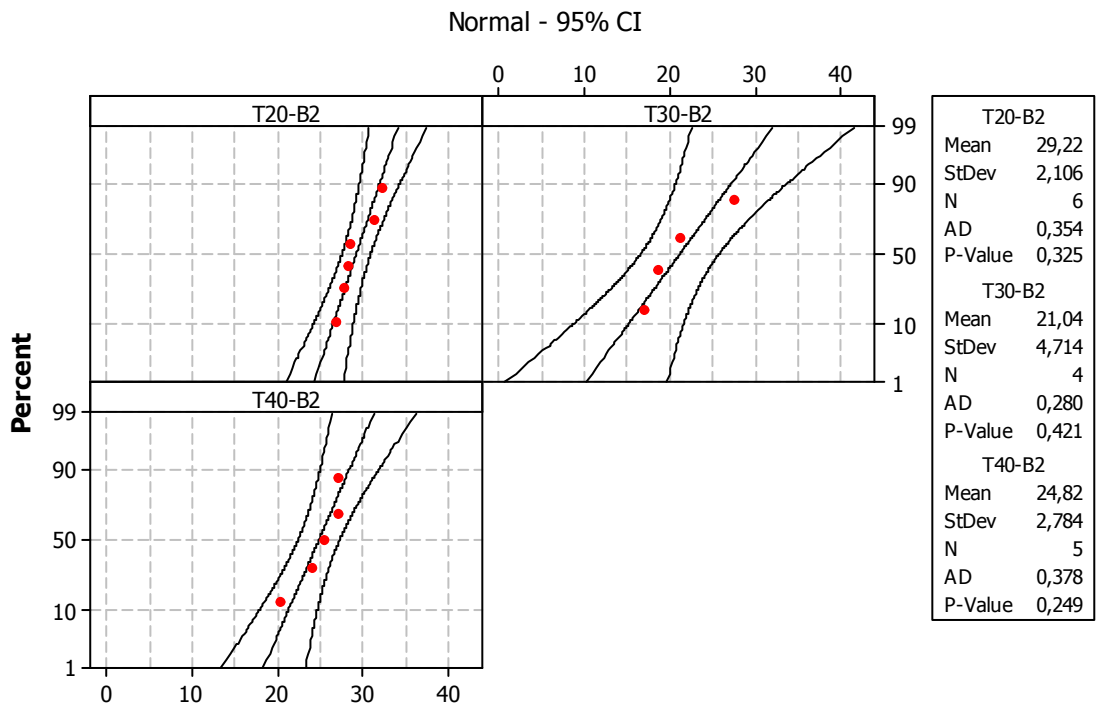 Normal - 95% CI
0 10 20 30 40
T20-B2 T30-B2
99
90
50
10
1
T40-B2
99
90
50
10
1
0 10 20 30 40
Percent
T20-B2
Mean 29,22
StDev 2,106
N 6
AD 0,354
P-Value 0,325
T30-B2
Mean 21,04
StDev 4,714
N 4
AD 0,280
P-Value 0,421
T40-B2
Mean 24,82
StDev 2,784
N 5
AD 0,378
P-Value 0,249